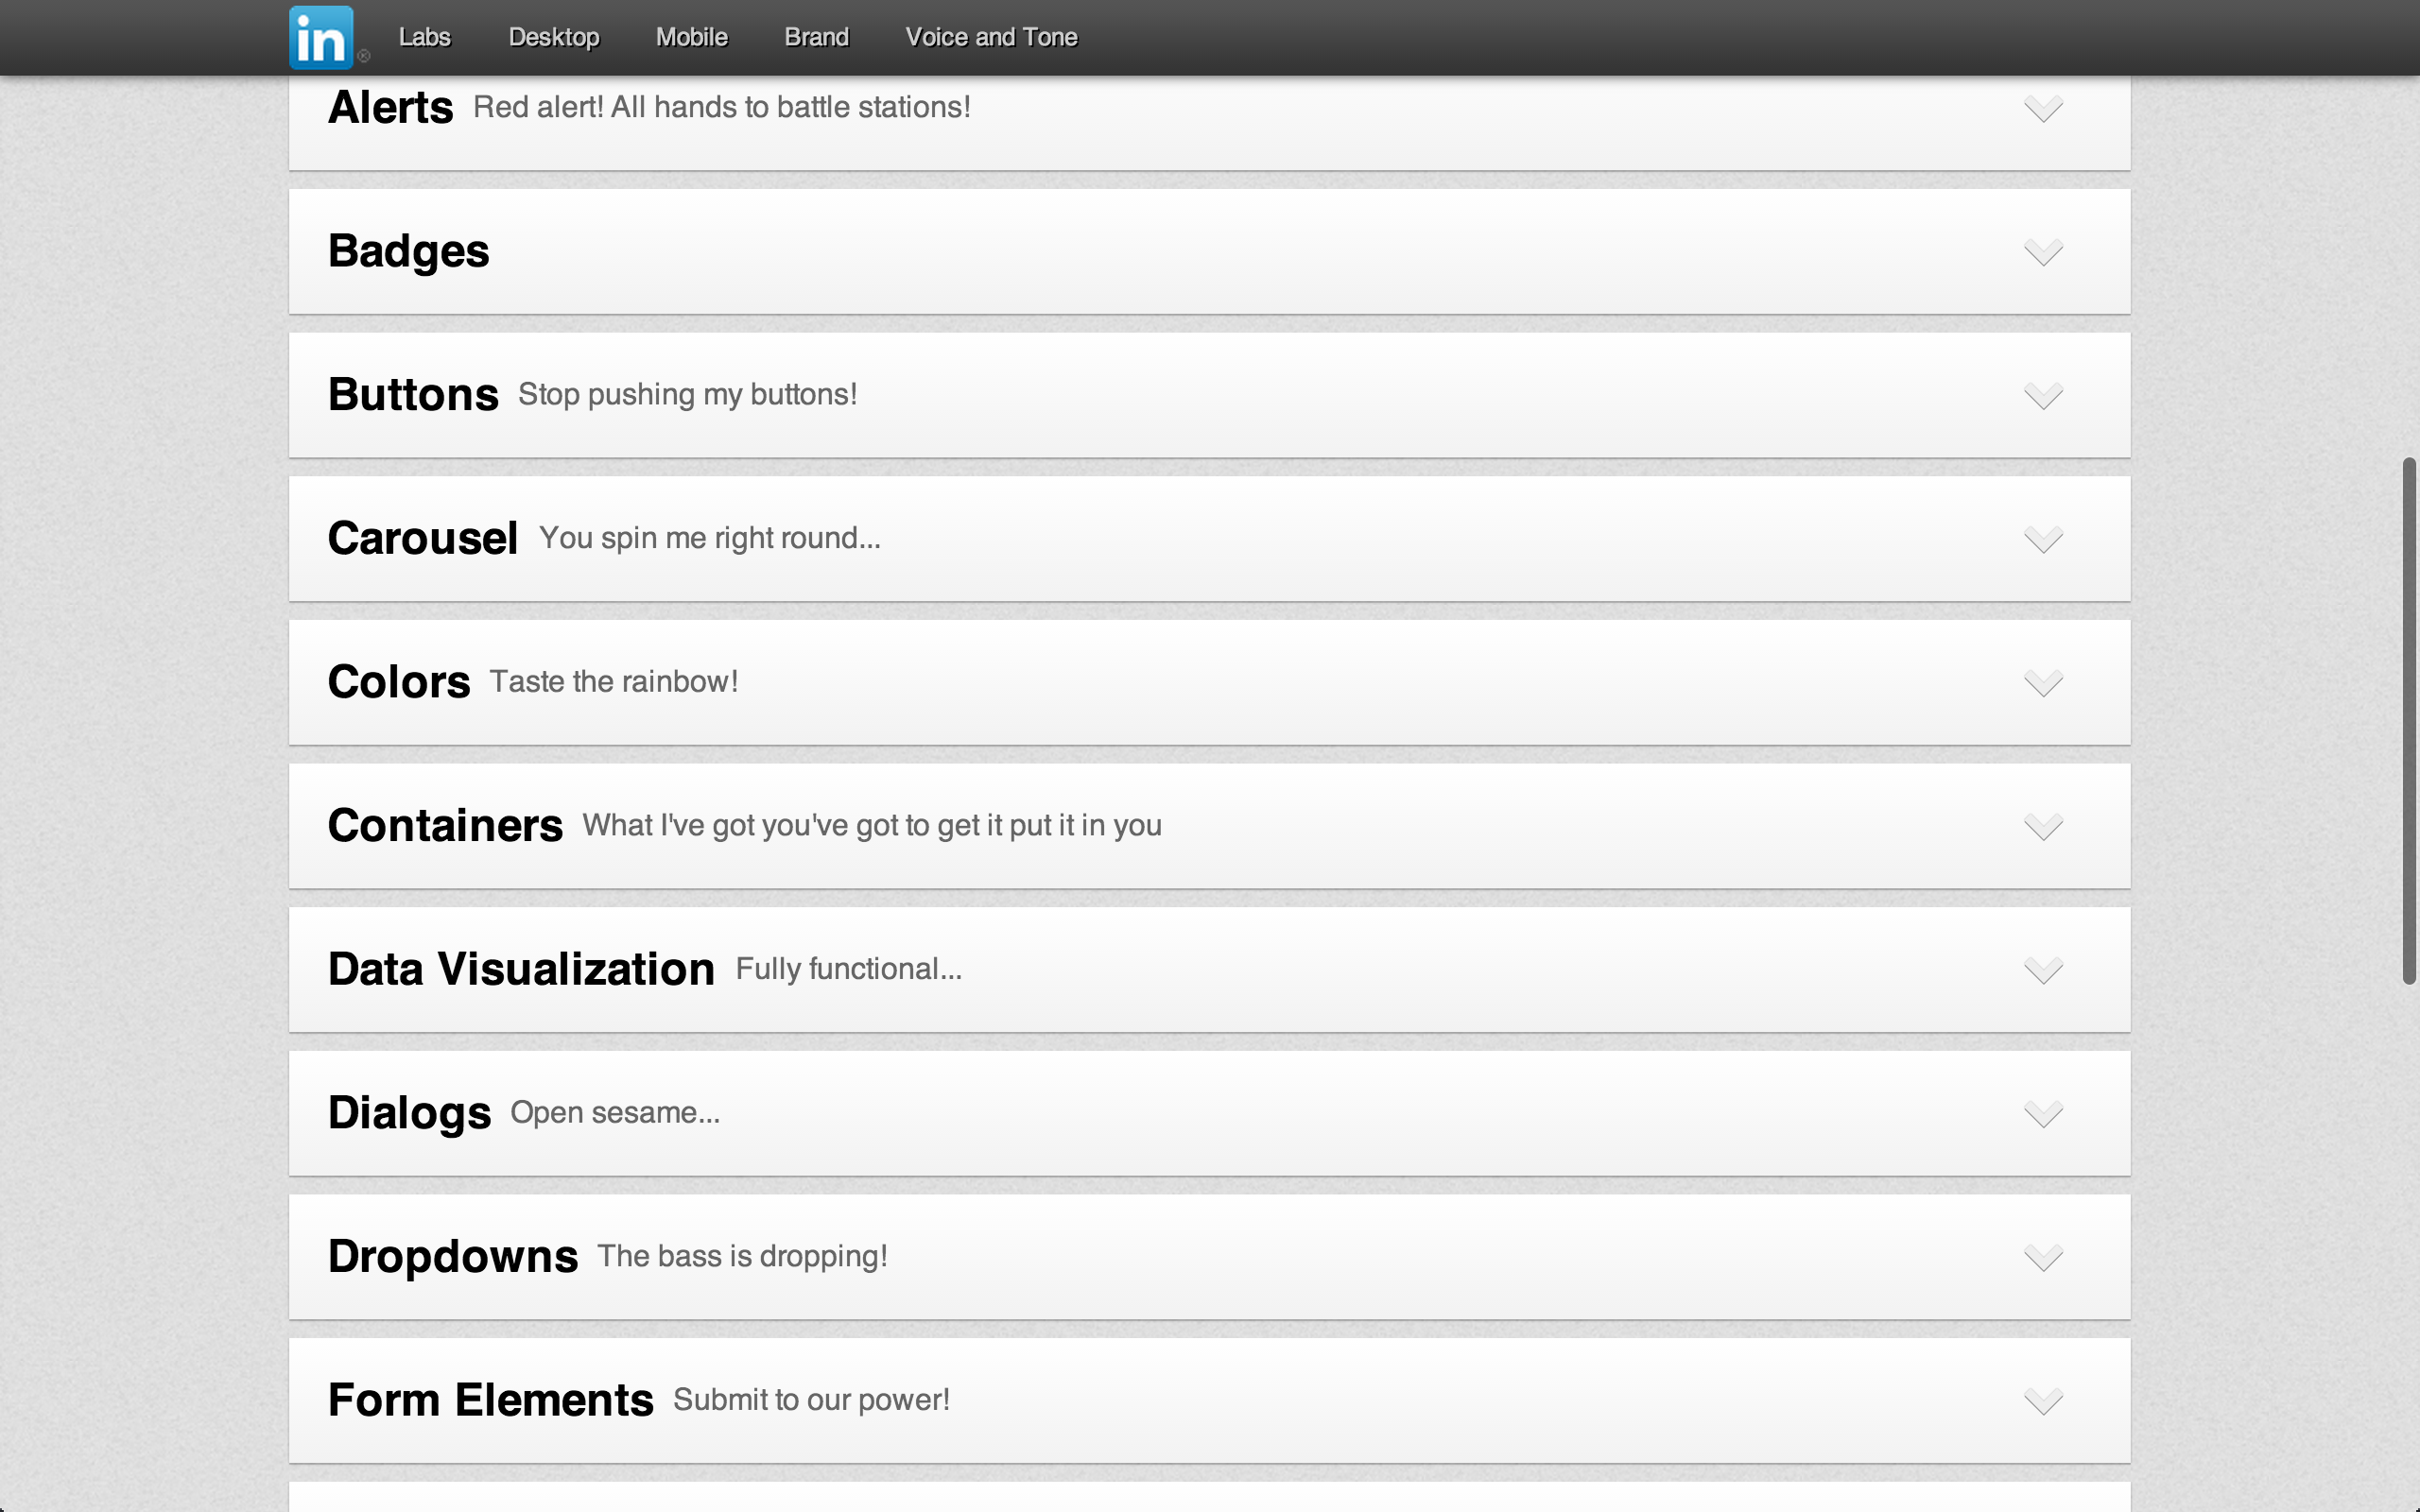 in ®
Labs Desktop Mobile Brand Voice and Tone
Alerts Red alert! All hands to battle stations!
Badges
Buttons Stop pushing my buttons!
Carousel You spin me right round...
Colors Taste the rainbow!
Containers What I've got you've got to get it put it in you
Data Visualization Fully functional...
Dialogs Open sesame...
Dropdowns The bass is dropping!
Form Elements Submit to our power!